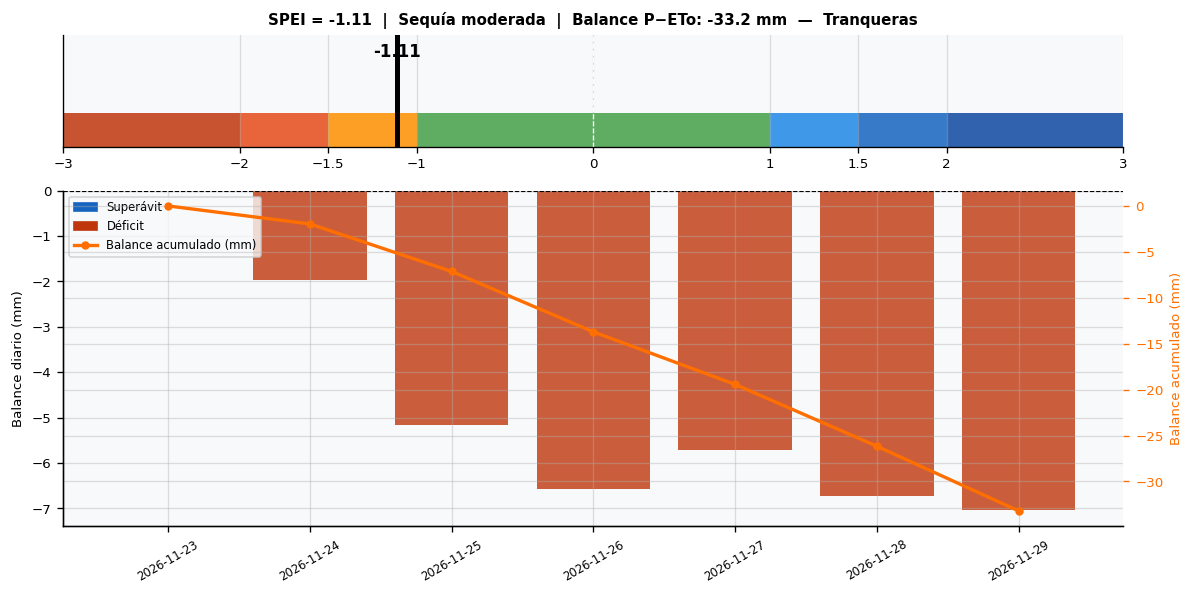 SPEI = -1.11  |  Sequía moderada  |  Balance P−ETo: -33.2 mm  —  Tranqueras
-1.11
−3 −2 −1.5 −1 0 1 1.5 2 3
Balance diario (mm)
0
−1
−2
−3
−4
−5
−6
−7
Superávit
Déficit
Balance acumulado (mm)
0
−5
−10
−15
−20
−25
−30
Balance acumulado (mm)
2026-11-23 2026-11-24 2026-11-25 2026-11-26 2026-11-27 2026-11-28 2026-11-29